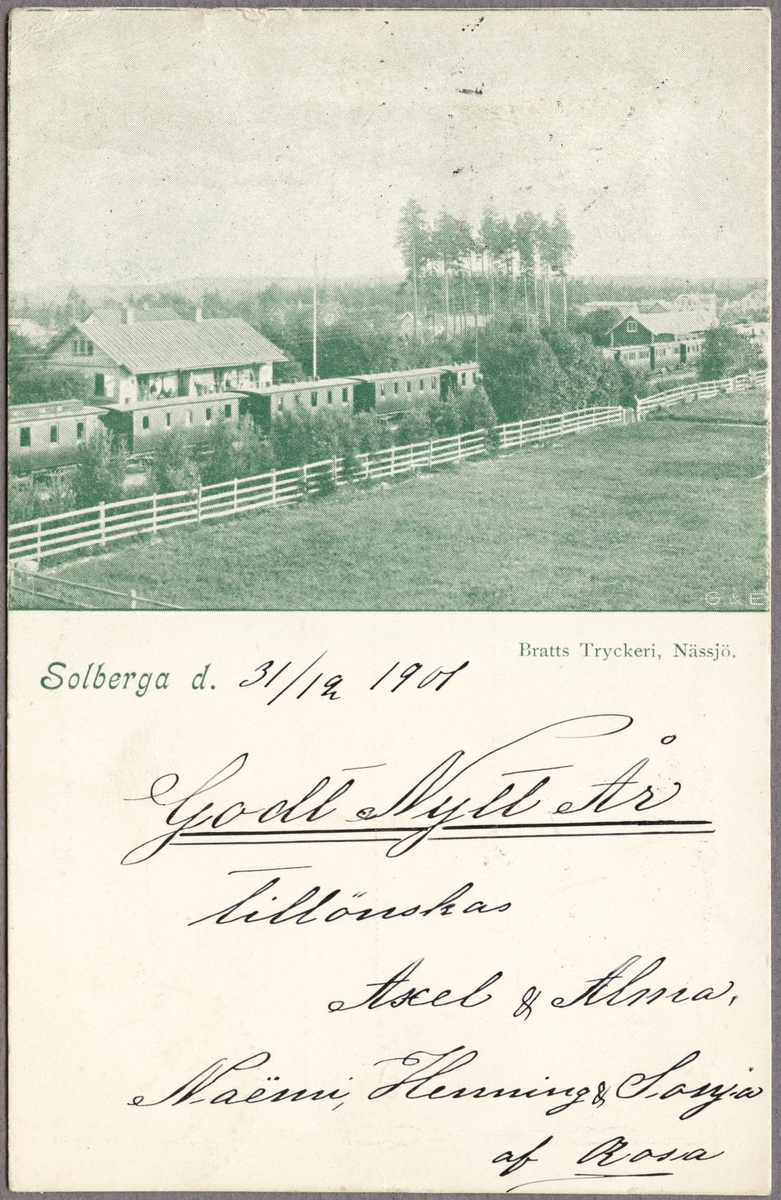 G & E
Bratts Tryckeri, Nässjö.
Solberga d. 31/12 1901
Godt Nytt År
tillönskas
Axel & Alma,
Naëmi, Henning & Sonja
af Rosa